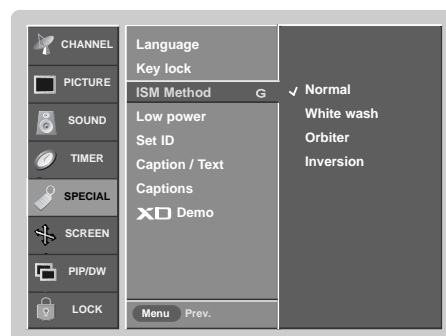 CHANNEL
PICTURE
SOUND
TIMER
SPECIAL
SCREEN
PIP/DW
LOCK
Language
Key lock
ISM Method G
Low power
Set ID
Caption / Text
Captions
XD Demo
Menu Prev.
Normal
White wash
Orbiter
Inversion